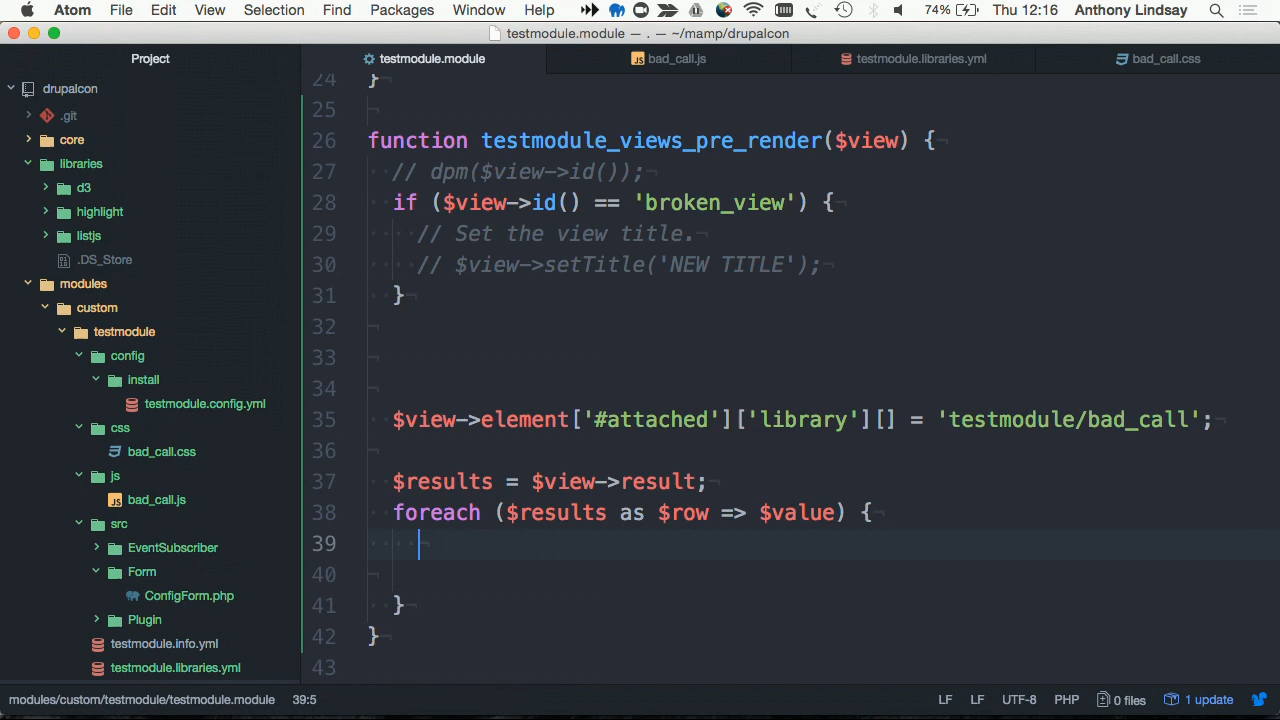 Atom File Edit View Selection Find Packages Window Help 74% Thu 12:16 Anthony Lindsay
testmodule.module — . — ~/mamp/drupalcon
Project
testmodule.module
bad_call.js
testmodule.libraries.yml
bad_call.css
drupalcon
.git
core
libraries
d3
highlight
listjs
.DS_Store
modules
custom
testmodule
config
install
testmodule.config.yml
css
bad_call.css
js
bad_call.js
src
EventSubscriber
Form
ConfigForm.php
Plugin
testmodule.info.yml
testmodule.libraries.yml
24 }
25
26 function testmodule_views_pre_render($view) {
27 // dpm($view->id());
28 if ($view->id() == 'broken_view') {
29 // Set the view title.
30 // $view->setTitle('NEW TITLE');
31 }
32
33
34
35 $view->element['#attached']['library'][] = 'testmodule/bad_call';
36
37 $results = $view->result;
38 foreach ($results as $row => $value) {
39
40
41 }
42 }
43
modules/custom/testmodule/testmodule.module 39:5 LF LF UTF-8 PHP 0 files 1 update